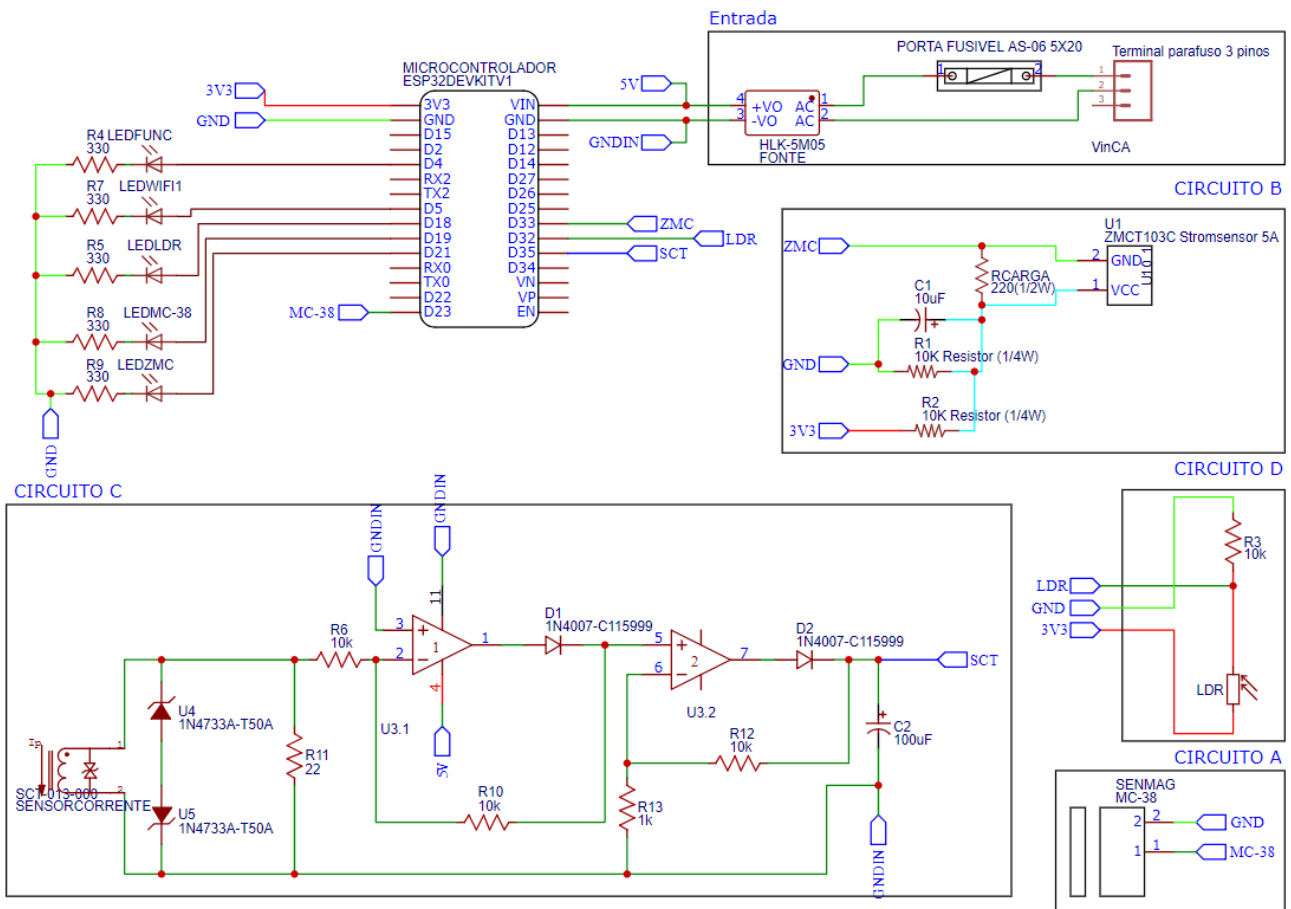 Entrada
PORTA FUSIVEL AS-06 5X20
Terminal parafuso 3 pinos
1
2
1
2
3
VinCA
5V
GNDIN
4 +VO AC 1
3 -VO AC 2
HLK-5M05
FONTE
MICROCONTROLADOR
ESP32DEVKITV1
3V3
GND
3V3 VIN
GND GND
D15 D13
D2 D12
D4 D14
RX2 D27
TX2 D26
D5 D25
D18 D33
D19 D32
D21 D35
RX0 D34
TX0 VN
D22 VP
D23 EN
ZMC
LDR
SCT
MC-38
R4 LEDFUNC
330
R7 LEDWIFI1
330
R5 LEDLDR
330
R8 LEDMC-38
330
R9 LEDZMC
330
GND
CIRCUITO B
ZMC
U1
ZMCT103C Stromsensor 5A
2 GND
1 VCC
RCARGA
220(1/2W)
C1
10uF
+
R1
10K Resistor (1/4W)
GND
R2
10K Resistor (1/4W)
3V3
CIRCUITO C
GNDIN
GNDIN
11
3 + 1 1
2 -
4
U3.1
5V
R6
10k
D1
1N4007-C115999
5 + 2 7
6 -
U3.2
D2
1N4007-C115999
SCT
+
C2
100uF
R12
10k
R10
10k
R13
1k
GNDIN
U4
1N4733A-T50A
R11
22
U5
1N4733A-T50A
Ip
1
2
SCT-013-000
SENSORCORRENTE
CIRCUITO D
R3
10k
LDR
GND
3V3
LDR
CIRCUITO A
SENMAG
MC-38
2 2 GND
1 1 MC-38